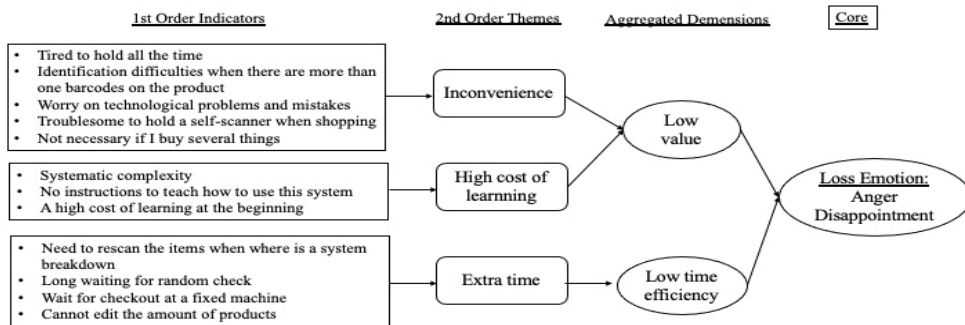 1st Order Indicators
2nd Order Themes
Aggregated Demensions
Core
• Tired to hold all the time
• Identification difficulties when there are more than
one barcodes on the product
• Worry on technological problems and mistakes
• Troublesome to hold a self-scanner when shopping
• Not necessary if I buy several things
Inconvenience
Low
value
• Systematic complexity
• No instructions to teach how to use this system
• A high cost of learning at the beginning
High cost of
learnning
Loss Emotion:
Anger
Disappointment
• Need to rescan the items when where is a system
breakdown
• Long waiting for random check
• Wait for checkout at a fixed machine
• Cannot edit the amount of products
Extra time
Low time
efficiency